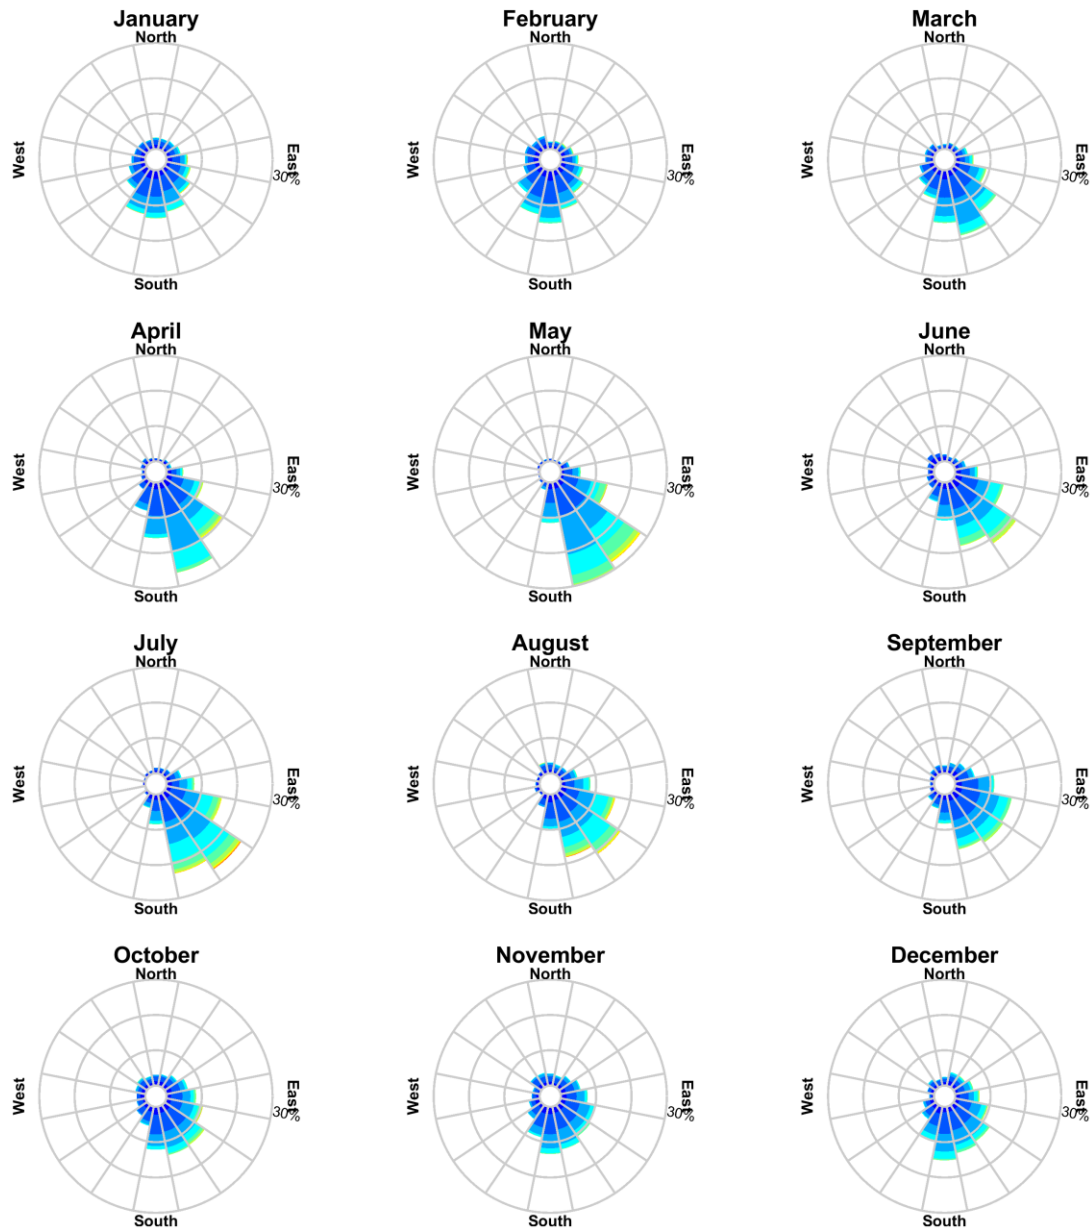 January
North
West
East
30%
South
February
North
West
East
30%
South
March
North
West
East
30%
South
April
North
West
East
30%
South
May
North
West
East
30%
South
June
North
West
East
30%
South
July
North
West
East
30%
South
August
North
West
East
30%
South
September
North
West
East
30%
South
October
North
West
East
30%
South
November
North
West
East
30%
South
December
North
West
East
30%
South